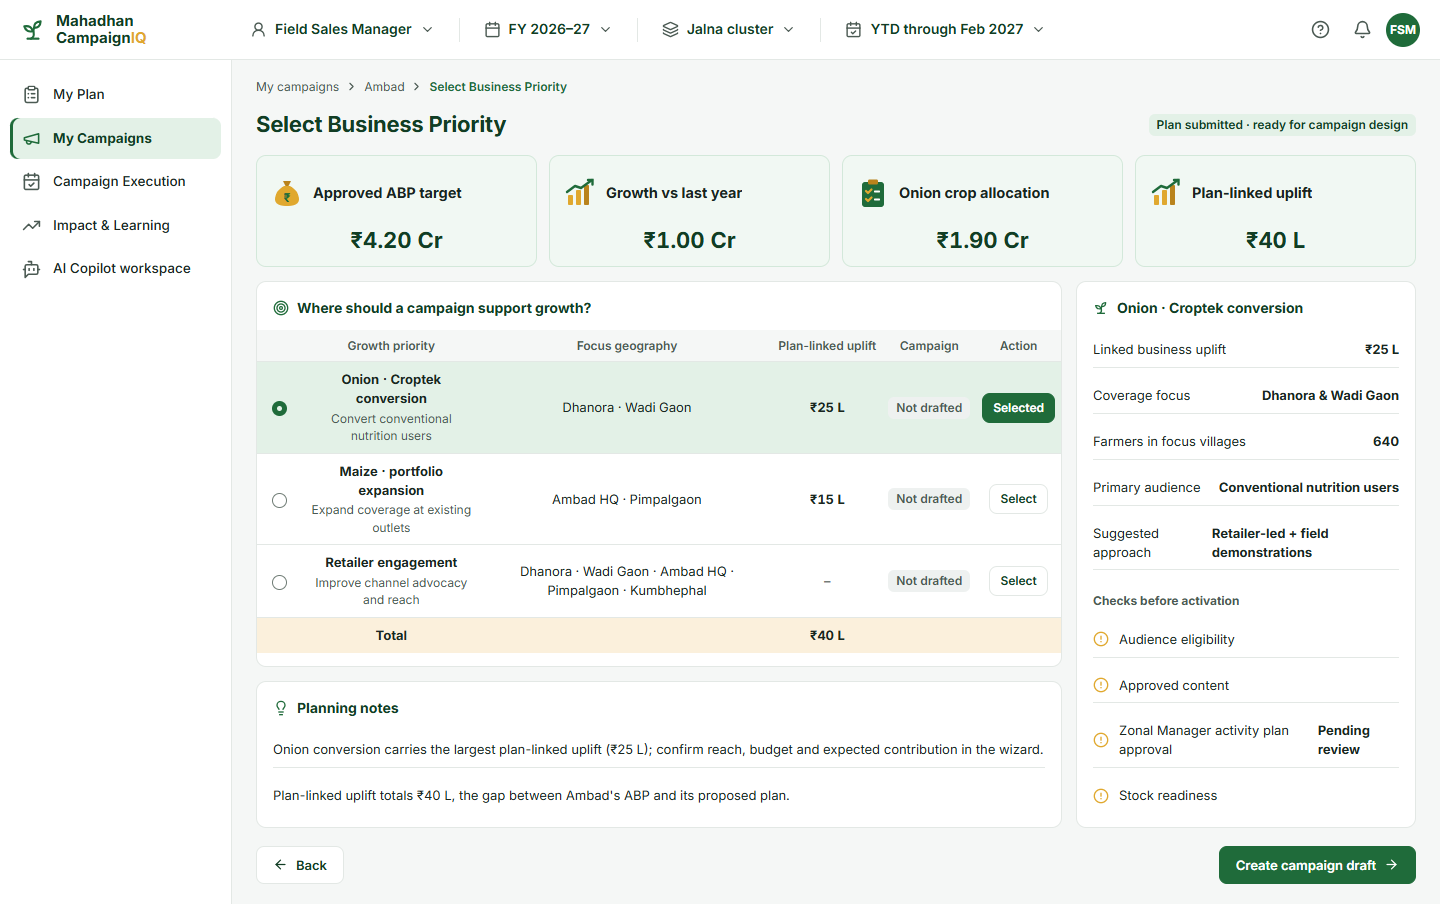 Mahadhan
CampaignIQ
Field Sales Manager
FY 2026–27
Jalna cluster
YTD through Feb 2027
FSM
My Plan
My Campaigns
Campaign Execution
Impact & Learning
AI Copilot workspace
My campaigns > Ambad > Select Business Priority
Select Business Priority
Plan submitted · ready for campaign design
Approved ABP target
₹4.20 Cr
Growth vs last year
₹1.00 Cr
Onion crop allocation
₹1.90 Cr
Plan-linked uplift
₹40 L
Where should a campaign support growth?
Growth priority Focus geography Plan-linked uplift Campaign Action
Onion · Croptek
conversion
Convert conventional
nutrition users
Dhanora · Wadi Gaon
₹25 L
Not drafted
Selected
Maize · portfolio
expansion
Expand coverage at existing
outlets
Ambad HQ · Pimpalgaon
₹15 L
Not drafted
Select
Retailer engagement
Improve channel advocacy
and reach
Dhanora · Wadi Gaon · Ambad HQ ·
Pimpalgaon · Kumbhephal
–
Not drafted
Select
Total ₹40 L
Planning notes
Onion conversion carries the largest plan-linked uplift (₹25 L); confirm reach, budget and expected contribution in the wizard.
Plan-linked uplift totals ₹40 L, the gap between Ambad's ABP and its proposed plan.
Onion · Croptek conversion
Linked business uplift ₹25 L
Coverage focus Dhanora & Wadi Gaon
Farmers in focus villages 640
Primary audience Conventional nutrition users
Suggested
approach
Retailer-led + field
demonstrations
Checks before activation
Audience eligibility
Approved content
Zonal Manager activity plan
approval
Pending
review
Stock readiness
Back
Create campaign draft